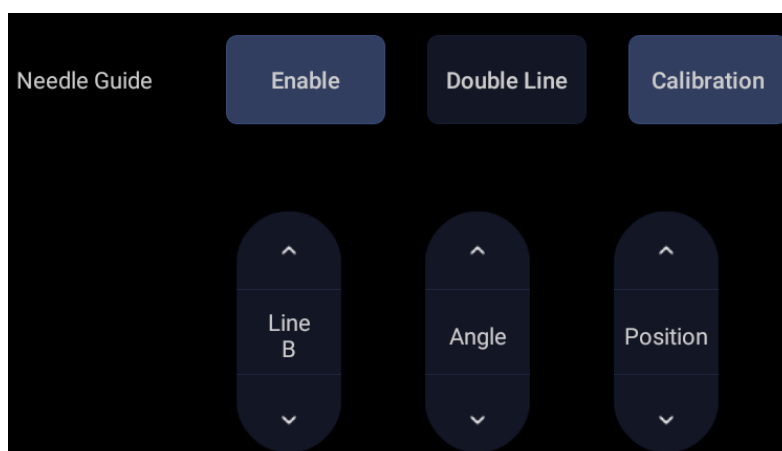 Needle Guide
Enable
Double Line
Calibration
Line
B
Angle
Position